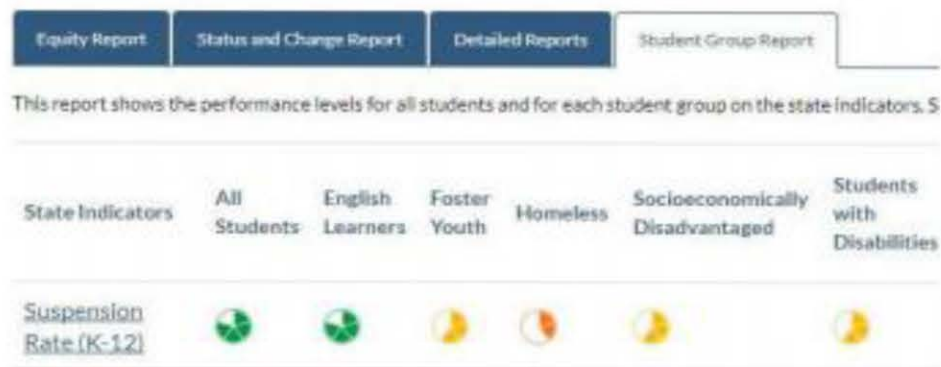 Equity Report Status and Change Report Detailed Reports Student Group Report
This report shows the performance levels for all students and for each student group on the state indicators. S
State Indicators All Students English Learners Foster Youth Homeless Socioeconomically Disadvantaged Students with Disabilities
Suspension
Rate (K-12)